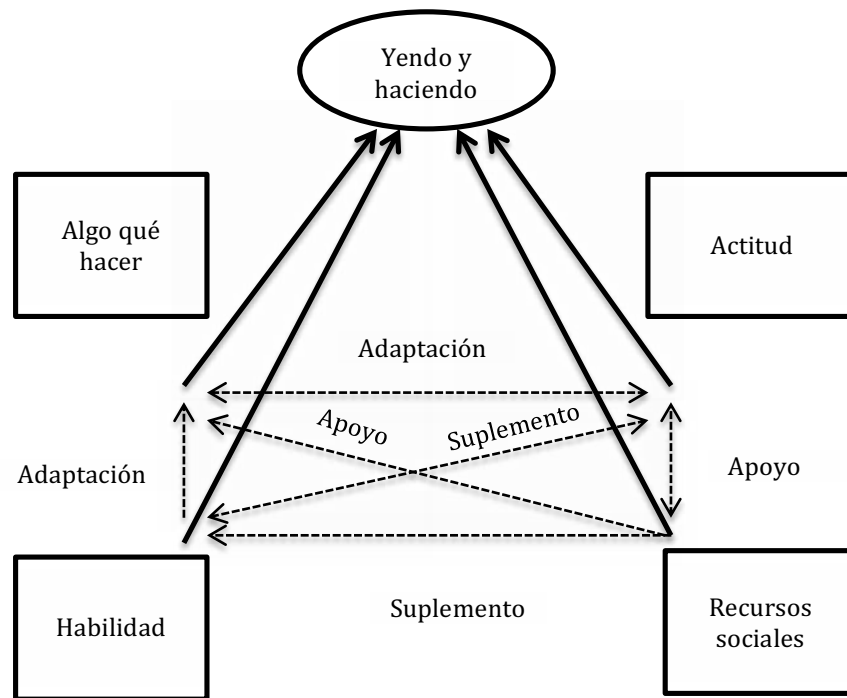 Yendo y
haciendo
Algo qué
hacer
Actitud
Adaptación
Apoyo
Suplemento
Adaptación
Apoyo
Habilidad
Suplemento
Recursos
sociales